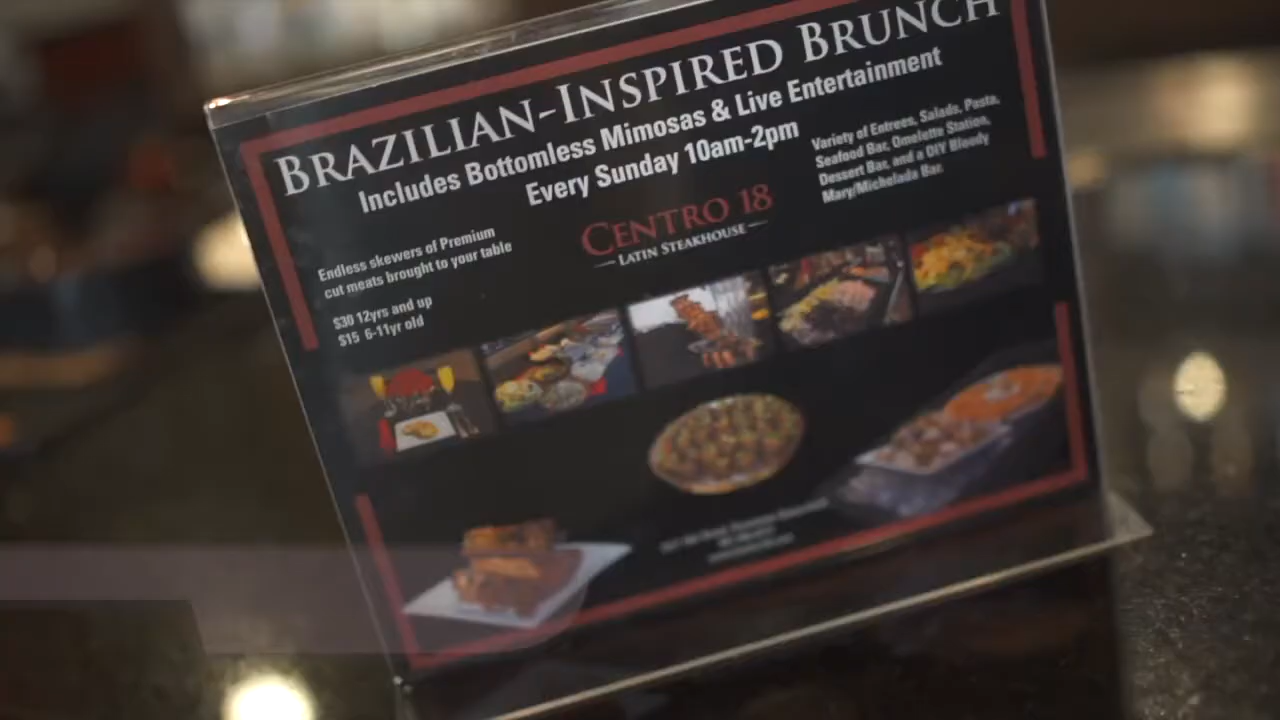 BRAZILIAN-INSPIRED BRUNCH
Includes Bottomless Mimosas & Live Entertainment
Every Sunday 10am-2pm
Variety of Entrees, Salads, Pasta,
Seafood Bar, Omelette Station,
Dessert Bar, and a DIY Bloody
Mary/Michelada Bar.
CENTRO 18
LATIN STEAKHOUSE
Endless skewers of Premium
cut meats brought to your table
$30 12yrs and up
$15 6-11yr old